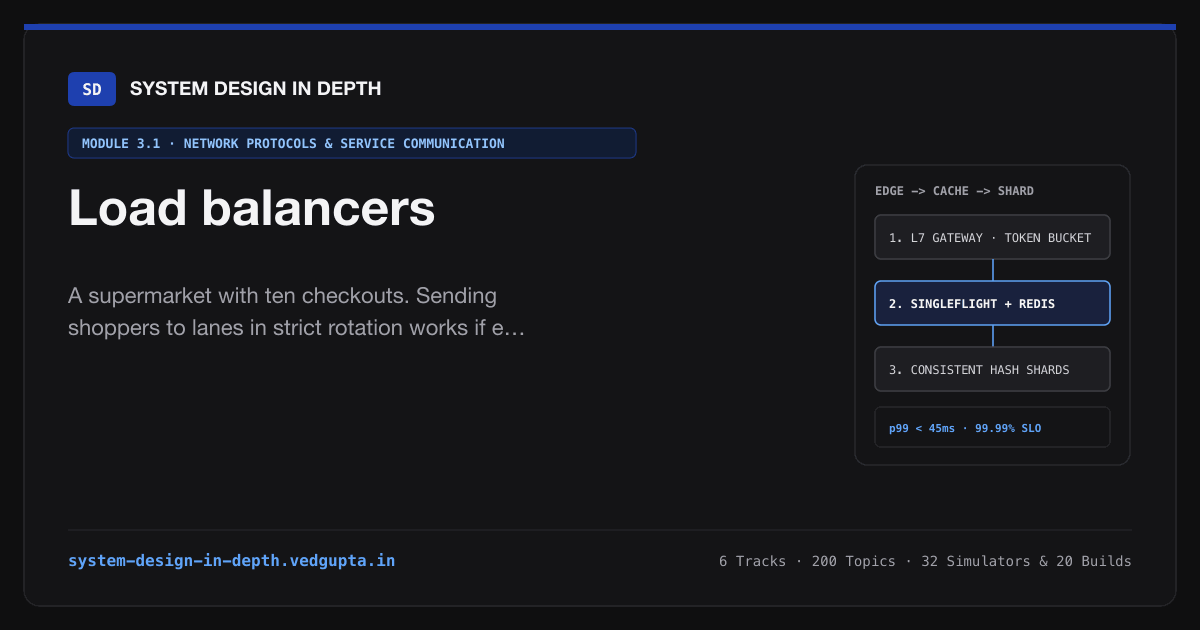 SD
SYSTEM DESIGN IN DEPTH
MODULE 3.1 · NETWORK PROTOCOLS & SERVICE COMMUNICATION
Load balancers
A supermarket with ten checkouts. Sending
shoppers to lanes in strict rotation works if e…
EDGE —> CACHE —> SHARD
1. L7 GATEWAY · TOKEN BUCKET
2. SINGLEFLIGHT + REDIS
3. CONSISTENT HASH SHARDS
p99 < 45ms · 99.99% SLO
system-design-in-depth.vedgupta.in
6 Tracks · 200 Topics · 32 Simulators & 20 Builds